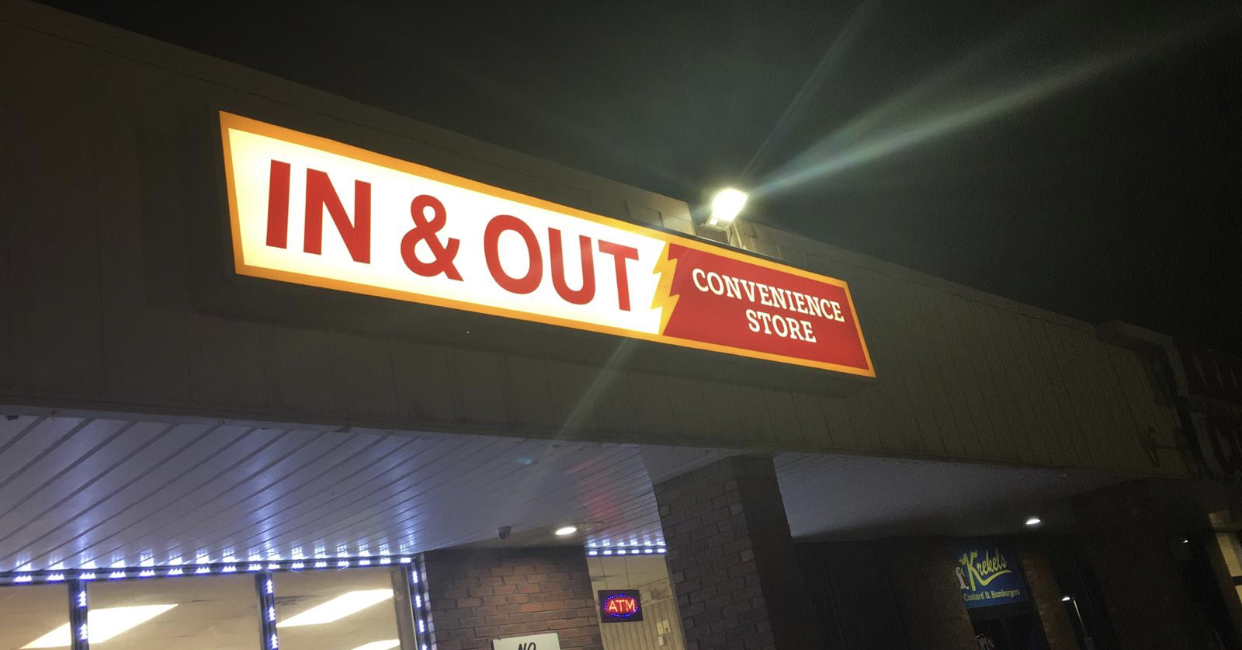 IN & OUT
CONVENIENCE
STORE
ATM
Krekel's
Custard & Hamburgers
NO